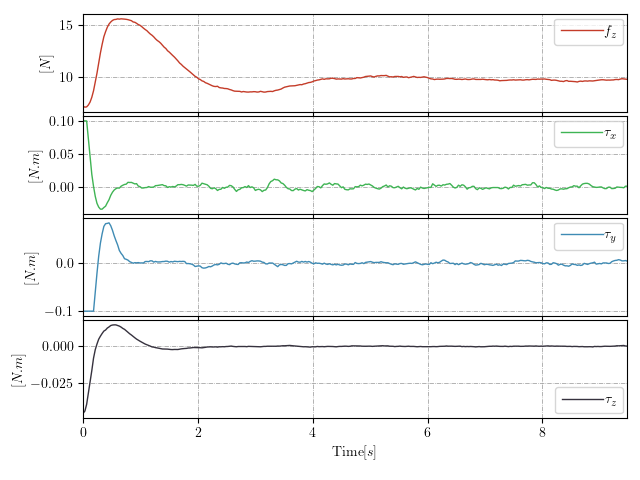 15
10
[N]
f_z
0.10
0.05
0.00
[N.m]
τ_x
0.0
−0.1
[N.m]
τ_y
0.000
−0.025
[N.m]
τ_z
0 2 4 6 8
Time[s]